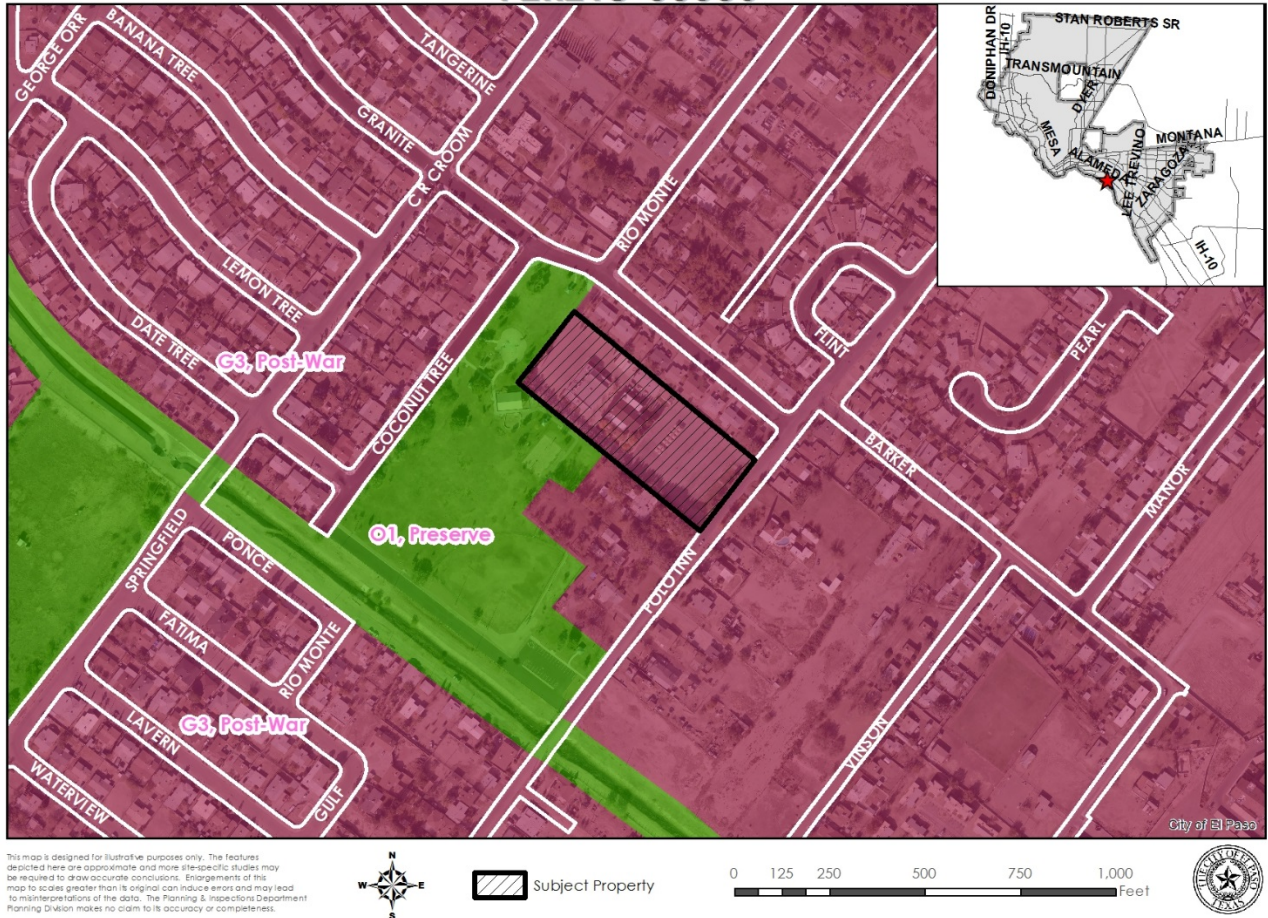 GEORGE ORR
BANANA TREE
TANGERINE
GRANITE
C R CROOM
RIO MONTE
LEMON TREE
DATE TREE
G3, Post-War
COCONUT TREE
FLINT
PEARL
BARKER
MANOR
O1, Preserve
SPRINGFIELD
PONCE
FATIMA
RIO MONTE
POLO INN
G3, Post-War
LAVERN
WATERVIEW
GULF
VINSON
City of El Paso
DONIPHAN DR
IH-10
STAN ROBERTS SR
TRANSMOUNTAIN
DYER
MESA
MONTANA
ALAMEDA
LEE TREVINO
ZARAGOZA
IH-10
This map is designed for illustrative purposes only. The features
depicted here are approximate and more site-specific studies may
be required to draw accurate conclusions. Enlargements of this
map to scales greater than its original can induce errors and may lead
to misinterpretations of the data. The Planning & Inspections Department
Planning Division makes no claim to its accuracy or completeness.
N
W E
S
Subject Property
0 125 250 500 750 1,000
Feet
THE CITY OF EL PASO
TEXAS